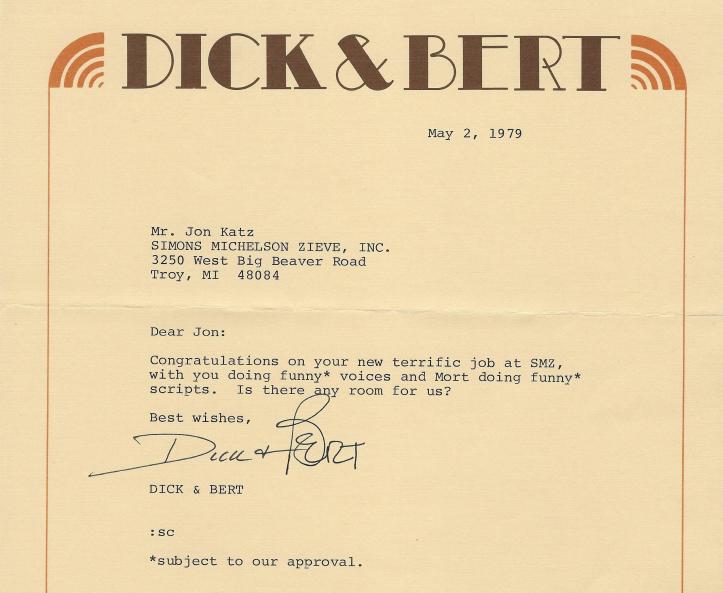 DICK & BERT
May 2, 1979
Mr. Jon Katz
SIMONS MICHELSON ZIEVE, INC.
3250 West Big Beaver Road
Troy, MI  48084
Dear Jon:
Congratulations on your new terrific job at SMZ,
with you doing funny* voices and Mort doing funny*
scripts.  Is there any room for us?
Best wishes,
Dick & Bert
DICK & BERT
:sc
*subject to our approval.